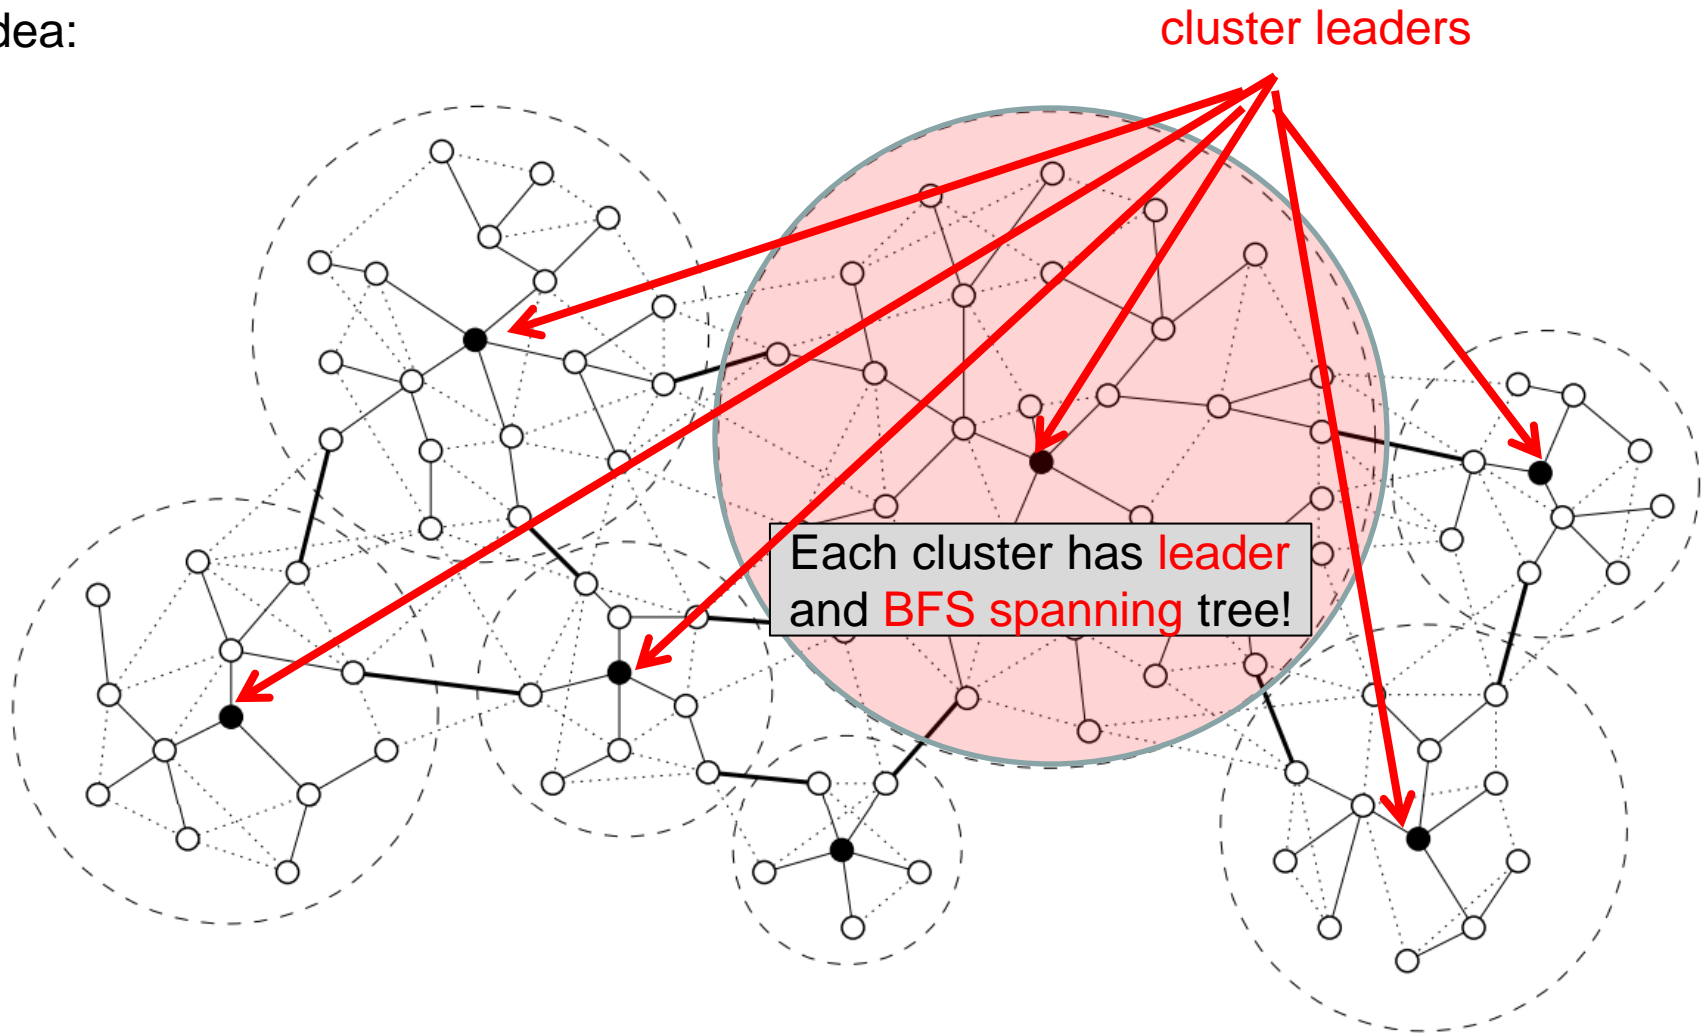 dea:
cluster leaders
Each cluster has leader
and BFS spanning tree!